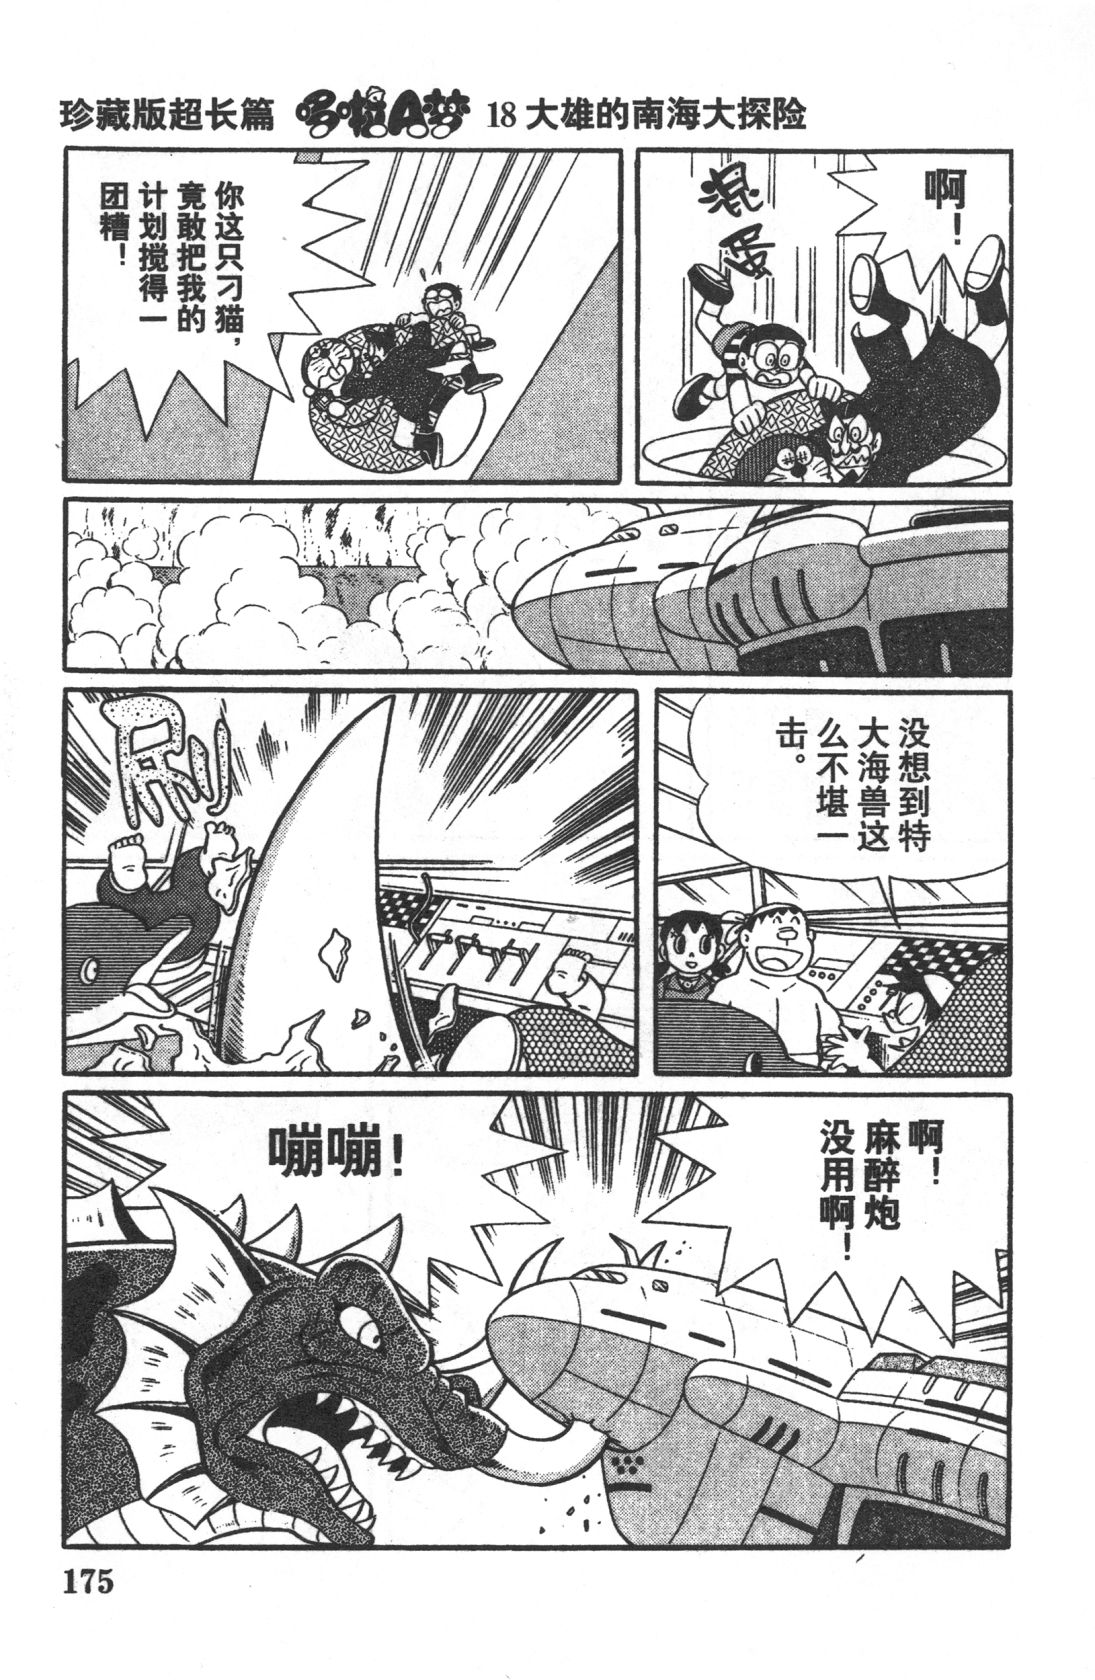 珍藏版超长篇 哆啦A梦 18 大雄的南海大探险
啊！
混蛋
你这只刁猫，
竟敢把我的
计划搅得一
团糟！
没想到特
大海兽这
么不堪一
击。
刷
啊！
麻醉炮
没用啊！
嘣嘣！
175